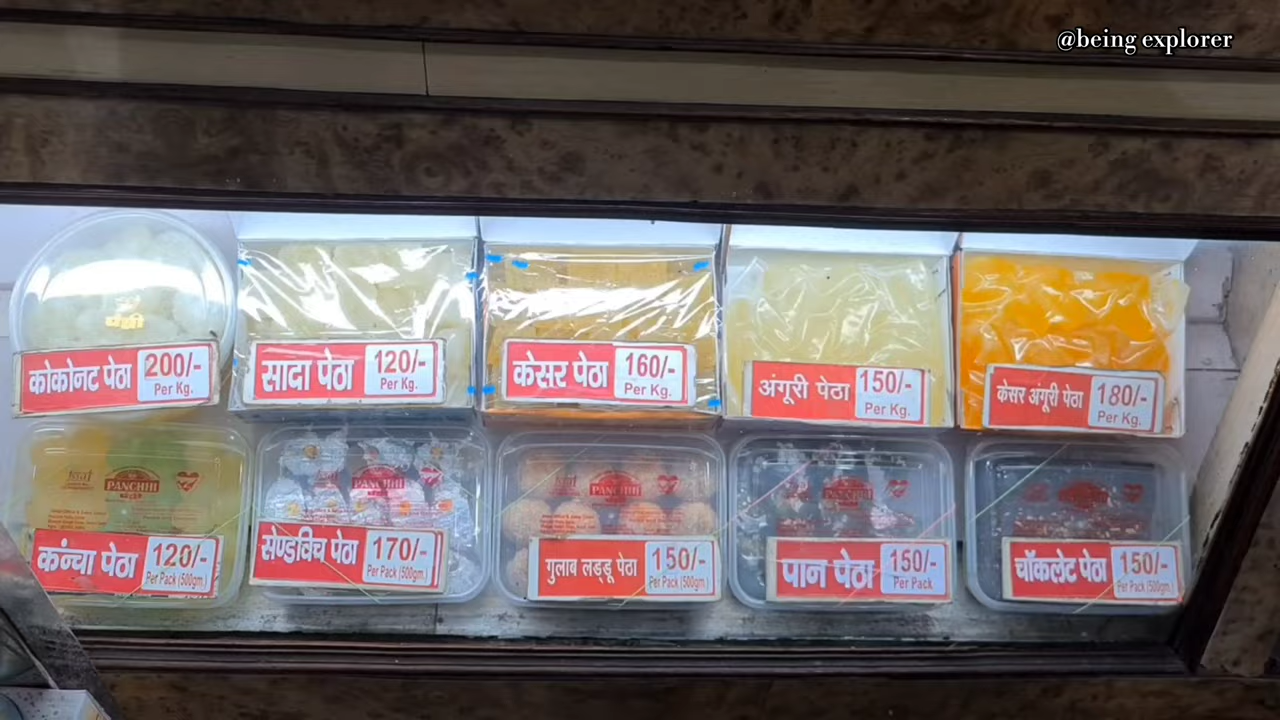 @being explorer
पंछी
कोकोनट पेठा 200/-
Per Kg.
सादा पेठा 120/-
Per Kg.
केसर पेठा 160/-
Per Kg.
अंगूरी पेठा 150/-
Per Kg.
केसर अंगूरी पेठा 180/-
Per Kg.
PANCHHI
कंन्चा पेठा 120/-
Per Pack (500gm)
PANCHHI
सेण्डविच पेठा 170/-
Per Pack (500gm)
PANCHHI
गुलाब लड्डू पेठा 150/-
Per Pack (500gm)
PANCHHI
पान पेठा 150/-
Per Pack
चॉकलेट पेठा 150/-
Per Pack (500gm)